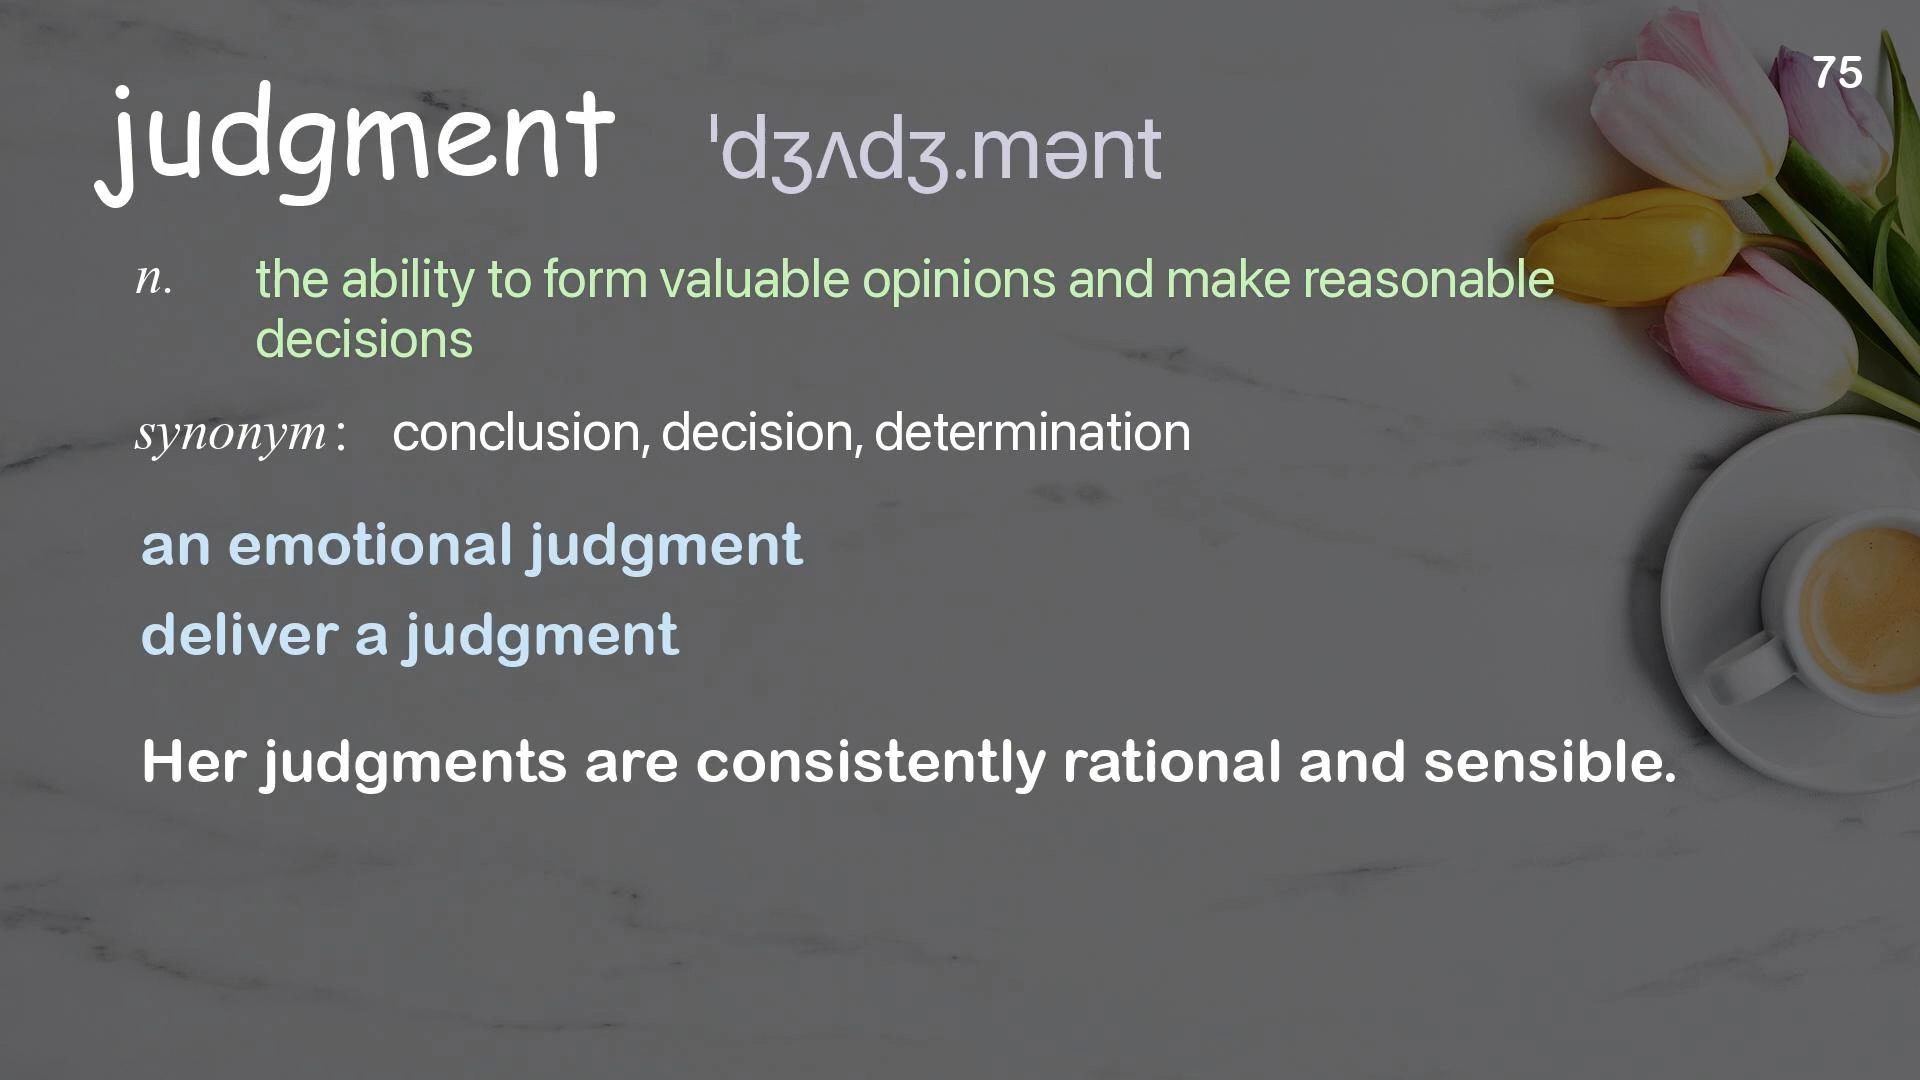 75
judgment ˈdʒʌdʒ.mənt
n. the ability to form valuable opinions and make reasonable
decisions
synonym: conclusion, decision, determination
an emotional judgment
deliver a judgment
Her judgments are consistently rational and sensible.